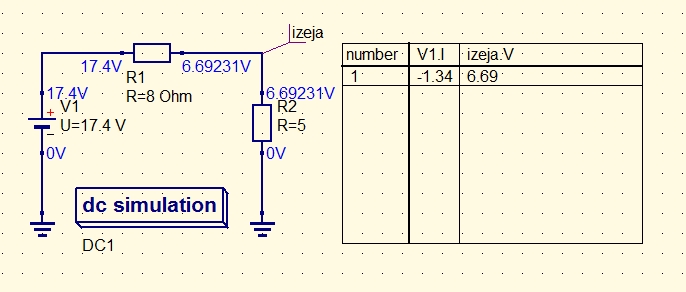 izeja
17.4V
6.69231V
R1
R=8 Ohm
17.4V
+
V1
U=17.4 V
–
0V
6.69231V
R2
R=5
0V
dc simulation
DC1
number V1.I izeja.V
1 -1.34 6.69